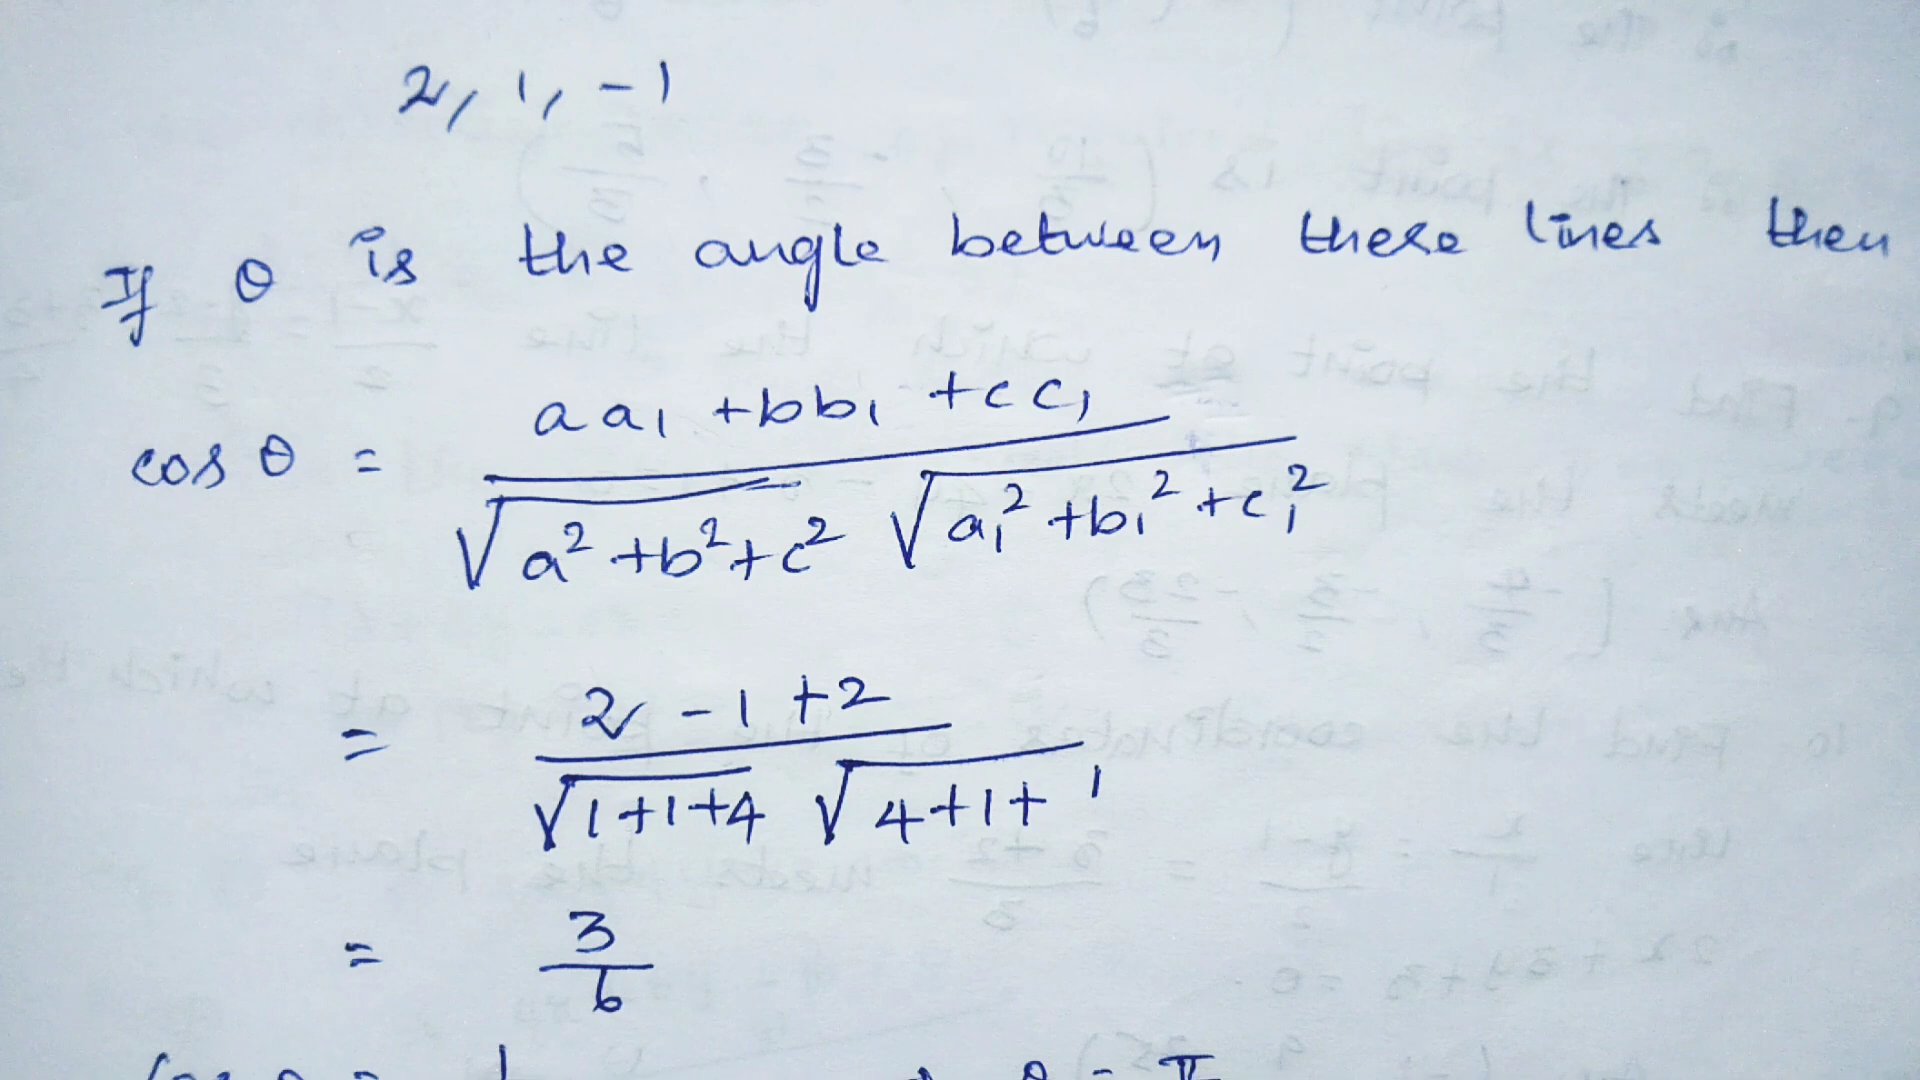 2, 1, -1
If θ is the angle between these lines then
cos θ = (aa₁ + bb₁ + cc₁) / (√(a² + b² + c²) √(a₁² + b₁² + c₁²))
= (2 - 1 + 2) / (√(1+1+4) √(4+1+1))
= 3/6